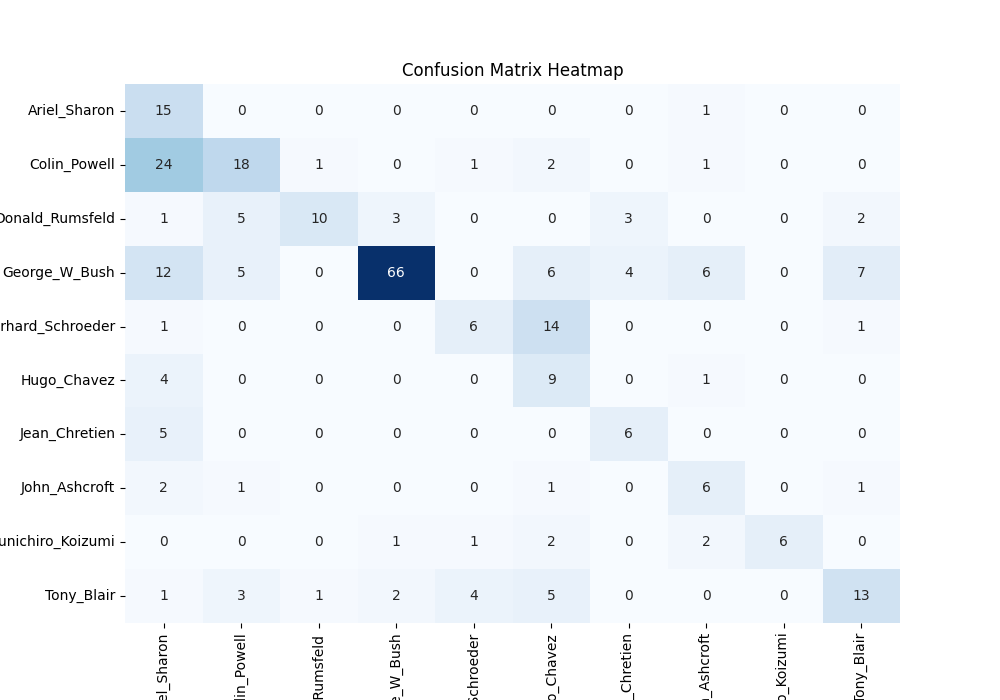 Confusion Matrix Heatmap
Ariel_Sharon 15 0 0 0 0 0 0 1 0 0
Colin_Powell 24 18 1 0 1 2 0 1 0 0
Donald_Rumsfeld 1 5 10 3 0 0 3 0 0 2
George_W_Bush 12 5 0 66 0 6 4 6 0 7
rhard_Schroeder 1 0 0 0 6 14 0 0 0 1
Hugo_Chavez 4 0 0 0 0 9 0 1 0 0
Jean_Chretien 5 0 0 0 0 0 6 0 0 0
John_Ashcroft 2 1 0 0 0 1 0 6 0 1
unichiro_Koizumi 0 0 0 1 1 2 0 2 6 0
Tony_Blair 1 3 1 2 4 5 0 0 0 13
el_Sharon
lin_Powell
Rumsfeld
e_W_Bush
Schroeder
o_Chavez
_Chretien
_Ashcroft
o_Koizumi
Tony_Blair